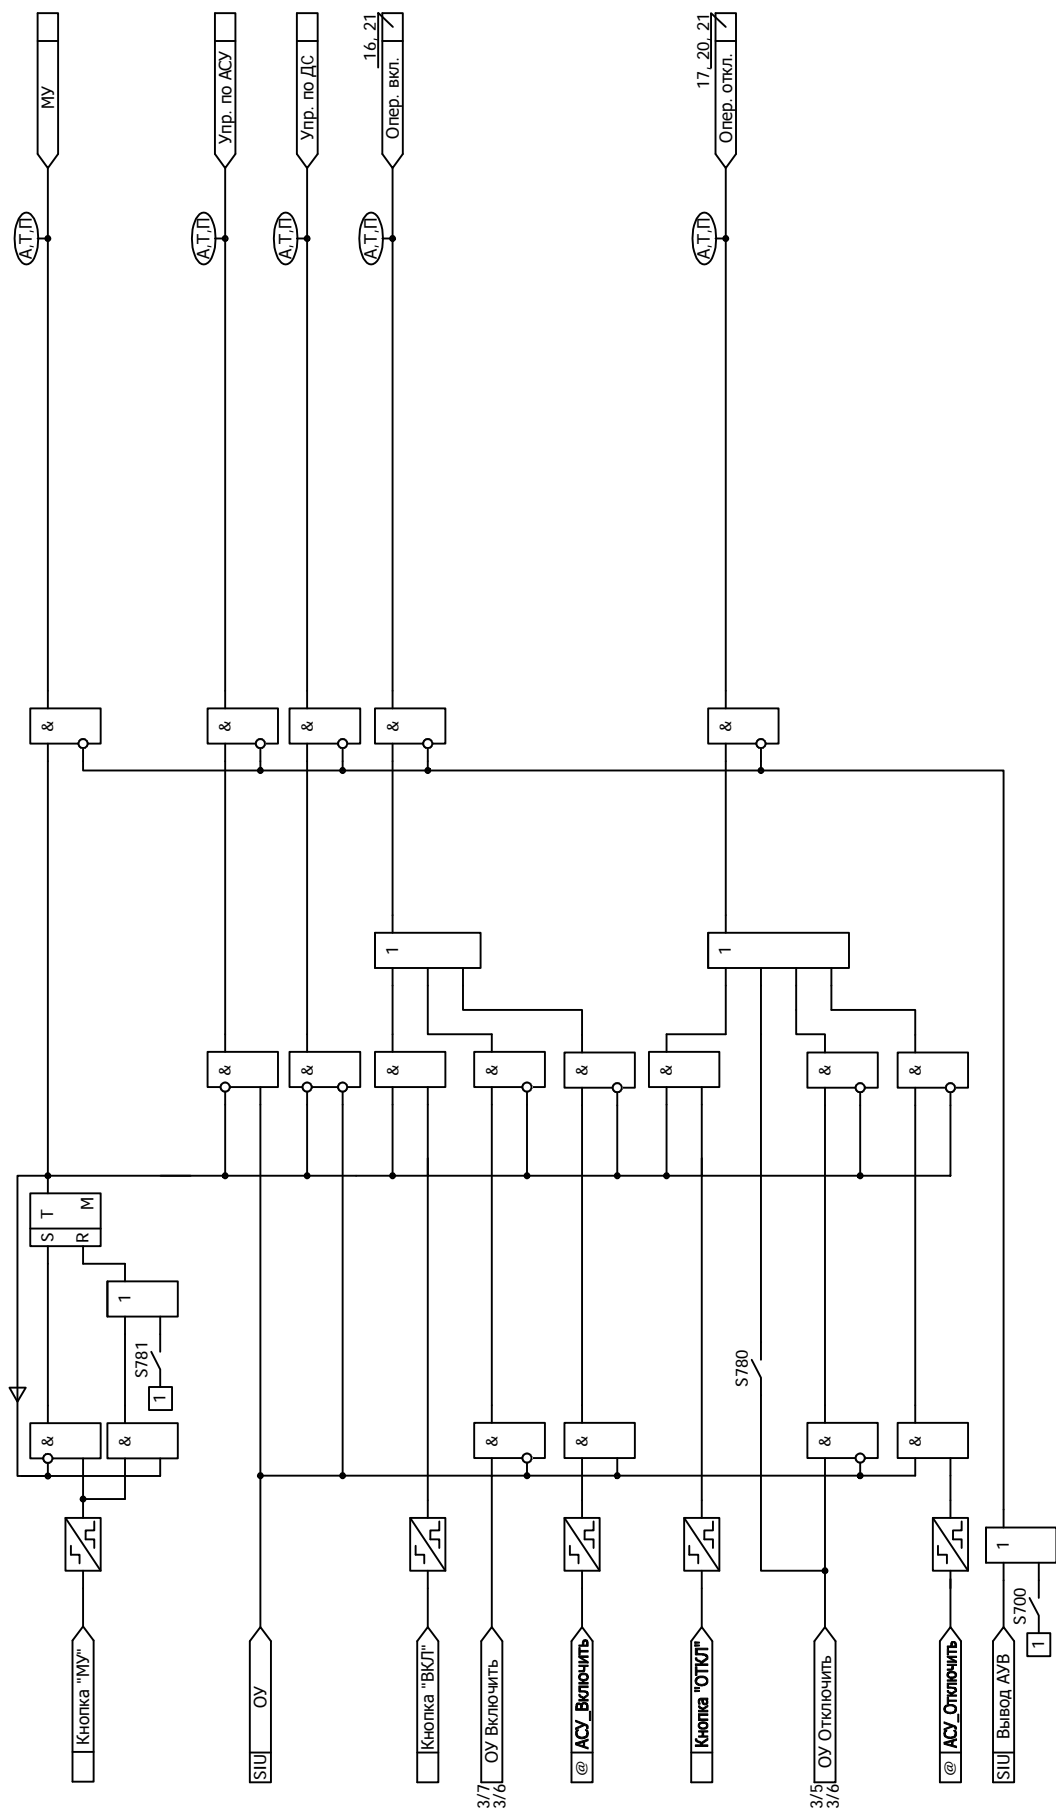 МУ
Упр. по АСУ
Упр. по ДС
16, 21
Опер. вкл.
17, 20, 21
Опер. откл.
А,Т,П
А,Т,П
А,Т,П
А,Т,П
А,Т,П
&
&
&
&
&
1
1
&
&
&
&
&
&
&
&
S T M
R
1
S781
1
S780
&
&
&
&
&
&
1
S700
1
Кнопка "МУ"
SIU ОУ
Кнопка "ВКЛ"
3/7
3/6
ОУ Включить
@ АСУ_Включить
Кнопка "ОТКЛ"
3/5
3/6
ОУ Отключить
@ АСУ_Отключить
SIU Вывод АУВ